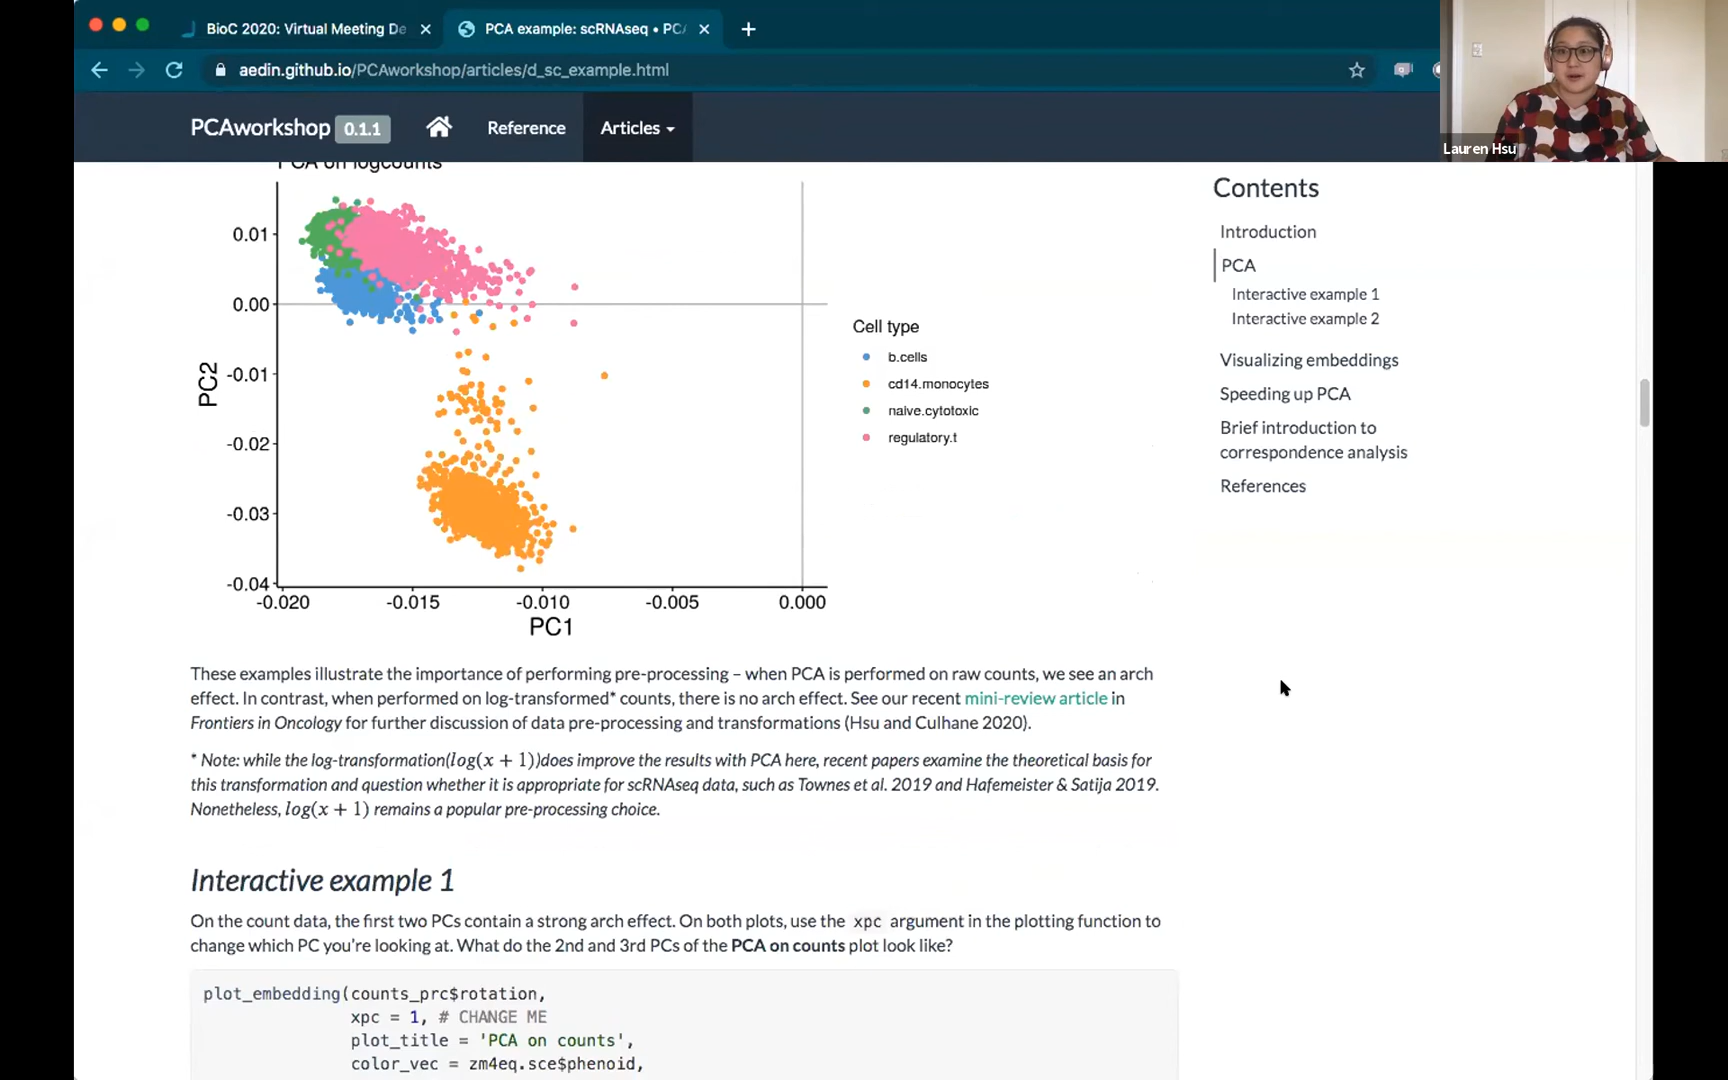 BioC 2020: Virtual Meeting De
PCA example: scRNAseq • PCA
aedin.github.io/PCAworkshop/articles/d_sc_example.html
Lauren Hsu
PCAworkshop 0.1.1 Reference Articles
PCA on logcounts
0.01
0.00
-0.01
-0.02
-0.03
-0.04
PC2
-0.020 -0.015 -0.010 -0.005 0.000
PC1
Cell type
b.cells
cd14.monocytes
naive.cytotoxic
regulatory.t
Contents
Introduction
PCA
Interactive example 1
Interactive example 2
Visualizing embeddings
Speeding up PCA
Brief introduction to
correspondence analysis
References
These examples illustrate the importance of performing pre-processing – when PCA is performed on raw counts, we see an arch
effect. In contrast, when performed on log-transformed* counts, there is no arch effect. See our recent mini-review article in
Frontiers in Oncology for further discussion of data pre-processing and transformations (Hsu and Culhane 2020).
* Note: while the log-transformation(log(x + 1))does improve the results with PCA here, recent papers examine the theoretical basis for
this transformation and question whether it is appropriate for scRNAseq data, such as Townes et al. 2019 and Hafemeister & Satija 2019.
Nonetheless, log(x + 1) remains a popular pre-processing choice.
Interactive example 1
On the count data, the first two PCs contain a strong arch effect. On both plots, use the xpc argument in the plotting function to
change which PC you're looking at. What do the 2nd and 3rd PCs of the PCA on counts plot look like?
plot_embedding(counts_prc$rotation,
xpc = 1, # CHANGE ME
plot_title = 'PCA on counts',
color_vec = zm4eq.sce$phenoid,